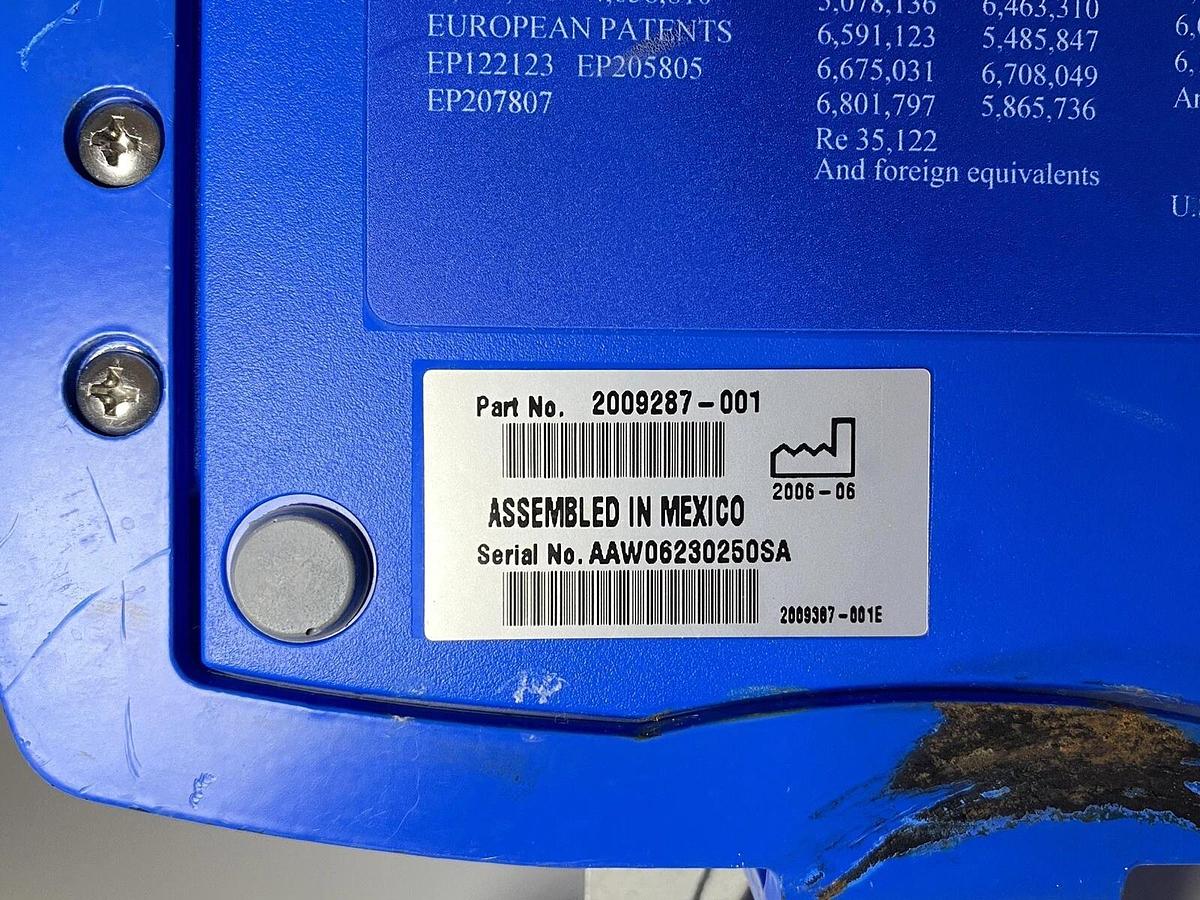 EUROPEAN PATENTS
EP122123 EP205805
EP207807
5,078,136 6,463,310
6,591,123 5,485,847
6,675,031 6,708,049
6,801,797 5,865,736
Re 35,122
And foreign equivalents
Part No. 2009287-001
2006-06
ASSEMBLED IN MEXICO
Serial No. AAW06230250SA
2009387-001E